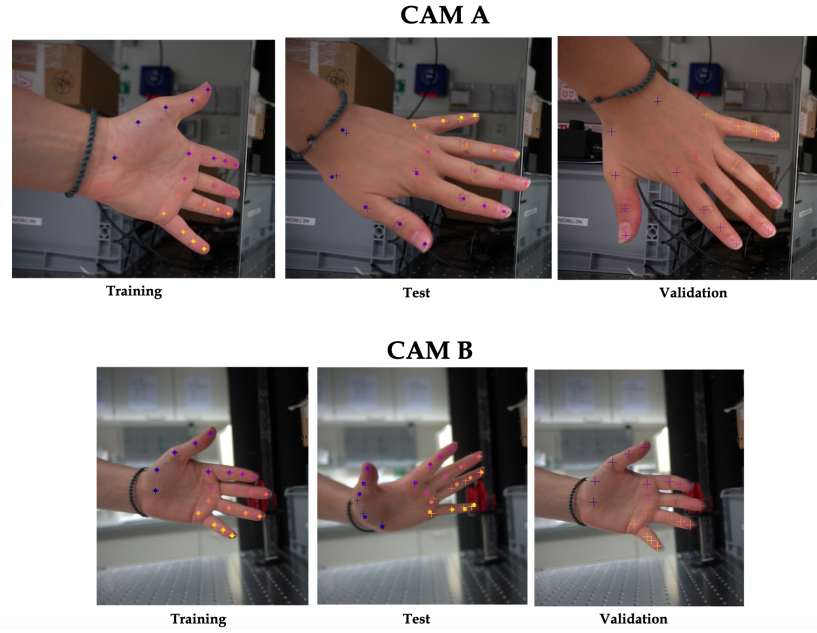 CAM A
Training
Test
Validation
CAM B
Training
Test
Validation